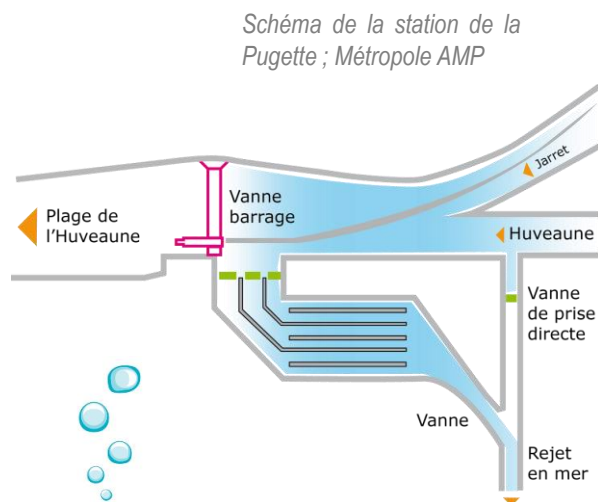 Schéma de la station de la
Pugette ; Métropole AMP
Jarret
Vanne
barrage
Plage de
l'Huveaune
Huveaune
Vanne
de prise
directe
Vanne
Rejet
en mer